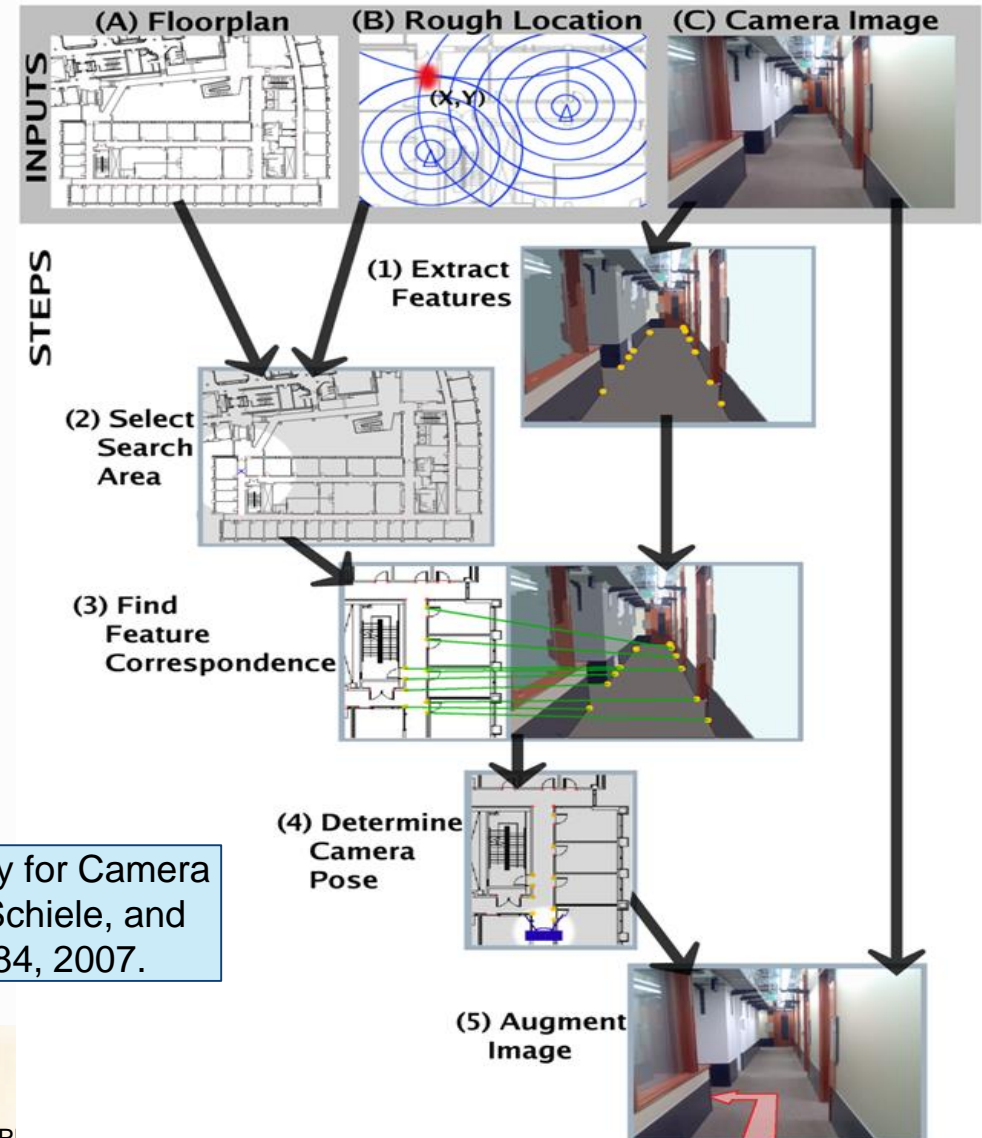 (A) Floorplan
(B) Rough Location
(C) Camera Image
INPUTS
(X,Y)
STEPS
(1) Extract
Features
(2) Select
Search
Area
(3) Find
Feature
Correspondence
(4) Determine
Camera
Pose
y for Camera
Schiele, and
34, 2007.
(5) Augment
Image